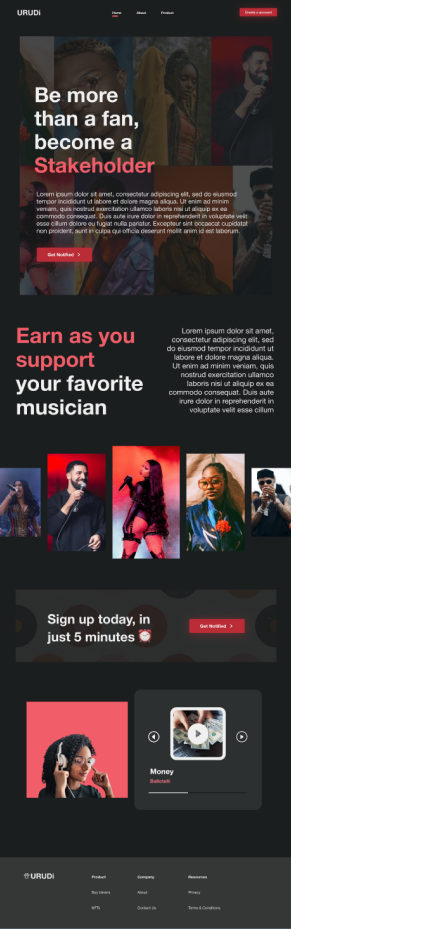 URUDi
Home About Product
Create a account
Be more
than a fan,
become a
Stakeholder
Lorem ipsum dolor sit amet, consectetur adipiscing elit, sed do eiusmod
tempor incididunt ut labore et dolore magna aliqua. Ut enim ad minim
veniam, quis nostrud exercitation ullamco laboris nisi ut aliquip ex ea
commodo consequat. Duis aute irure dolor in reprehenderit in voluptate velit
esse cillum dolore eu fugiat nulla pariatur. Excepteur sint occaecat cupidatat
non proident, sunt in culpa qui officia deserunt mollit anim id est laborum.
Get Notified
Earn as you
support
your favorite
musician
Lorem ipsum dolor sit amet,
consectetur adipiscing elit, sed
do eiusmod tempor incididunt ut
labore et dolore magna aliqua.
Ut enim ad minim veniam, quis
nostrud exercitation ullamco
laboris nisi ut aliquip ex ea
commodo consequat. Duis aute
irure dolor in reprehenderit in
voluptate velit esse cillum
Sign up today, in
just 5 minutes ⏰
Get Notified
Money
URUDi
Product Company Resources
Buy tokens About Privacy
NFTS Contact Us Terms & Conditions